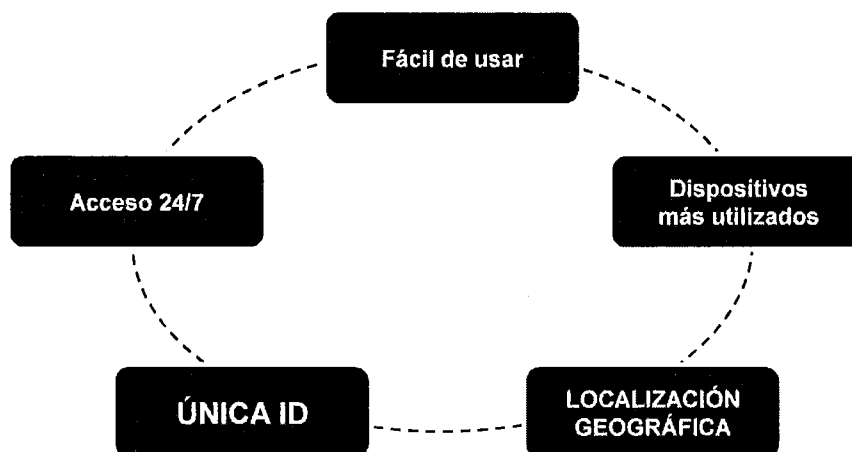 Fácil de usar
Acceso 24/7
Dispositivos
más utilizados
ÚNICA ID
LOCALIZACIÓN
GEOGRÁFICA